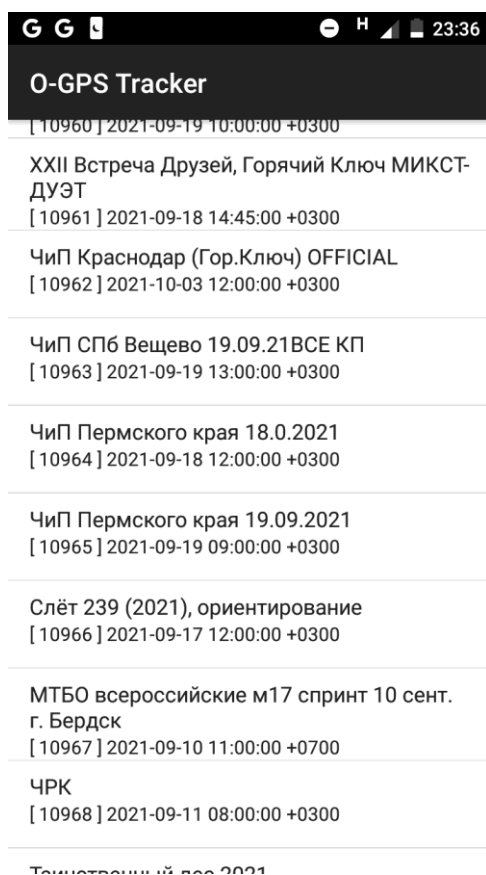 G G H 23:36
O-GPS Tracker
[ 10960 ] 2021-09-19 10:00:00 +0300
XXII Встреча Друзей, Горячий Ключ МИКСТ-
ДУЭТ
[ 10961 ] 2021-09-18 14:45:00 +0300
ЧиП Краснодар (Гор.Ключ) OFFICIAL
[ 10962 ] 2021-10-03 12:00:00 +0300
ЧиП СПб Вещево 19.09.21ВСЕ КП
[ 10963 ] 2021-09-19 13:00:00 +0300
ЧиП Пермского края 18.0.2021
[ 10964 ] 2021-09-18 12:00:00 +0300
ЧиП Пермского края 19.09.2021
[ 10965 ] 2021-09-19 09:00:00 +0300
Слёт 239 (2021), ориентирование
[ 10966 ] 2021-09-17 12:00:00 +0300
МТБО всероссийские м17 спринт 10 сент.
г. Бердск
[ 10967 ] 2021-09-10 11:00:00 +0700
ЧРК
[ 10968 ] 2021-09-11 08:00:00 +0300
Таинственный лес 2021